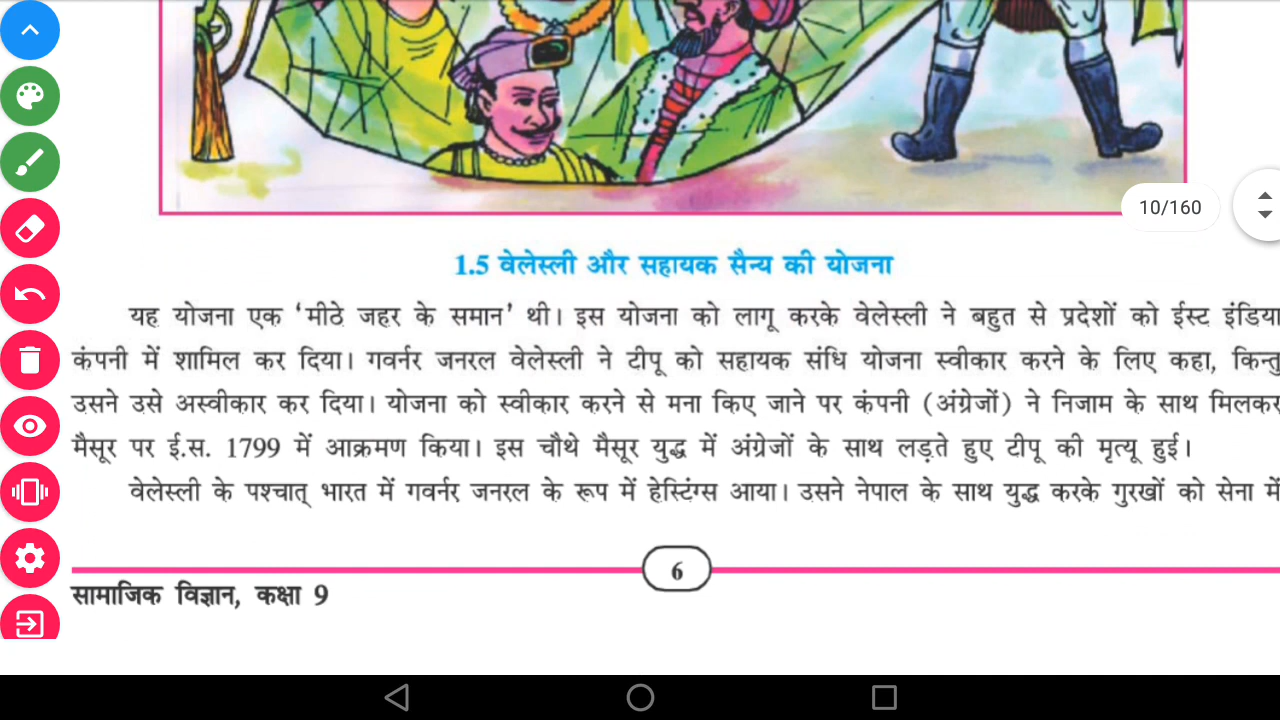 10/160
1.5 वेलेस्ली और सहायक सैन्य की योजना
यह योजना एक ‘मीठे जहर के समान’ थी। इस योजना को लागू करके वेलेस्ली ने बहुत से प्रदेशों को ईस्ट इंडिया
कंपनी में शामिल कर दिया। गवर्नर जनरल वेलेस्ली ने टीपू को सहायक संधि योजना स्वीकार करने के लिए कहा, किन्तु
उसने उसे अस्वीकार कर दिया। योजना को स्वीकार करने से मना किए जाने पर कंपनी (अंग्रेजों) ने निजाम के साथ मिलकर
मैसूर पर ई.स. 1799 में आक्रमण किया। इस चौथे मैसूर युद्ध में अंग्रेजों के साथ लड़ते हुए टीपू की मृत्यू हुई।
वेलेस्ली के पश्चात् भारत में गवर्नर जनरल के रूप में हेस्टिंग्स आया। उसने नेपाल के साथ युद्ध करके गुरखों को सेना में
6
सामाजिक विज्ञान, कक्षा 9